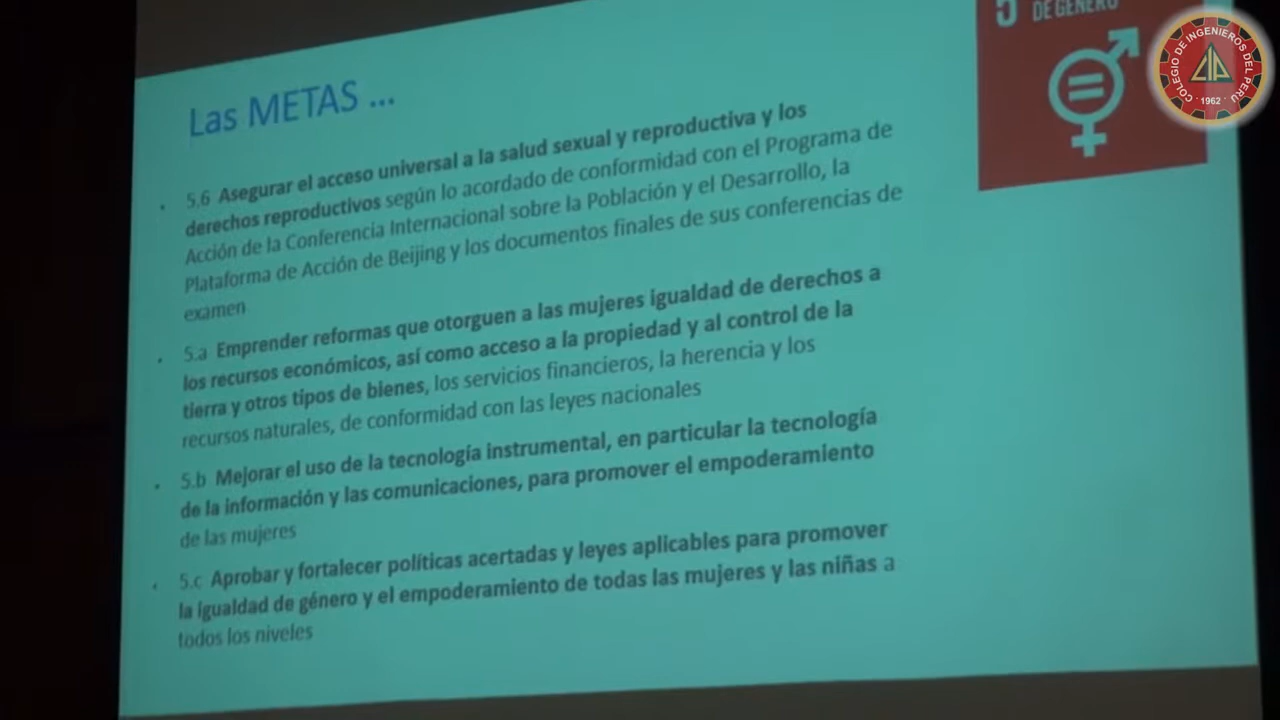 5 DE GÉNERO
COLEGIO DE INGENIEROS DEL PERU
· 1962 ·
Las METAS ...
• 5.6 Asegurar el acceso universal a la salud sexual y reproductiva y los
derechos reproductivos según lo acordado de conformidad con el Programa de
Acción de la Conferencia Internacional sobre la Población y el Desarrollo, la
Plataforma de Acción de Beijing y los documentos finales de sus conferencias de
examen
• 5.a Emprender reformas que otorguen a las mujeres igualdad de derechos a
los recursos económicos, así como acceso a la propiedad y al control de la
tierra y otros tipos de bienes, los servicios financieros, la herencia y los
recursos naturales, de conformidad con las leyes nacionales
• 5.b Mejorar el uso de la tecnología instrumental, en particular la tecnología
de la información y las comunicaciones, para promover el empoderamiento
de las mujeres
• 5.c Aprobar y fortalecer políticas acertadas y leyes aplicables para promover
la igualdad de género y el empoderamiento de todas las mujeres y las niñas a
todos los niveles